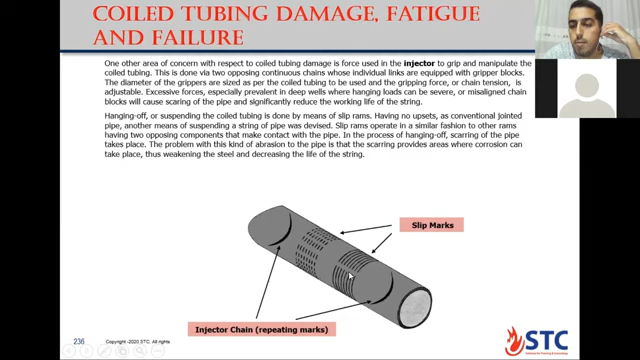 COILED TUBING DAMAGE, FATIGUE
AND FAILURE
One other area of concern with respect to coiled tubing damage is force used in the injector to grip and manipulate the
coiled tubing. This is done via two opposing continuous chains whose individual links are equipped with gripper blocks.
The diameter of the grippers are sized as per the coiled tubing to be used and the gripping force, or chain tension, is
adjustable. Excessive forces, especially prevalent in deep wells where hanging loads can be severe, or misaligned chain
blocks will cause scaring of the pipe and significantly reduce the working life of the string.
Hanging-off, or suspending the coiled tubing is done by means of slip rams. Having no upsets, as conventional jointed
pipe, another means of suspending a string of pipe was devised. Slip rams operate in a similar fashion to other rams
having two opposing components that make contact with the pipe. In the process of hanging-off, scarring of the pipe
takes place. The problem with this kind of abrasion to the pipe is that the scarring provides areas where corrosion can
take place, thus weakening the steel and decreasing the life of the string.
Slip Marks
Injector Chain (repeating marks)
236
Copyright -2020 STC
STC